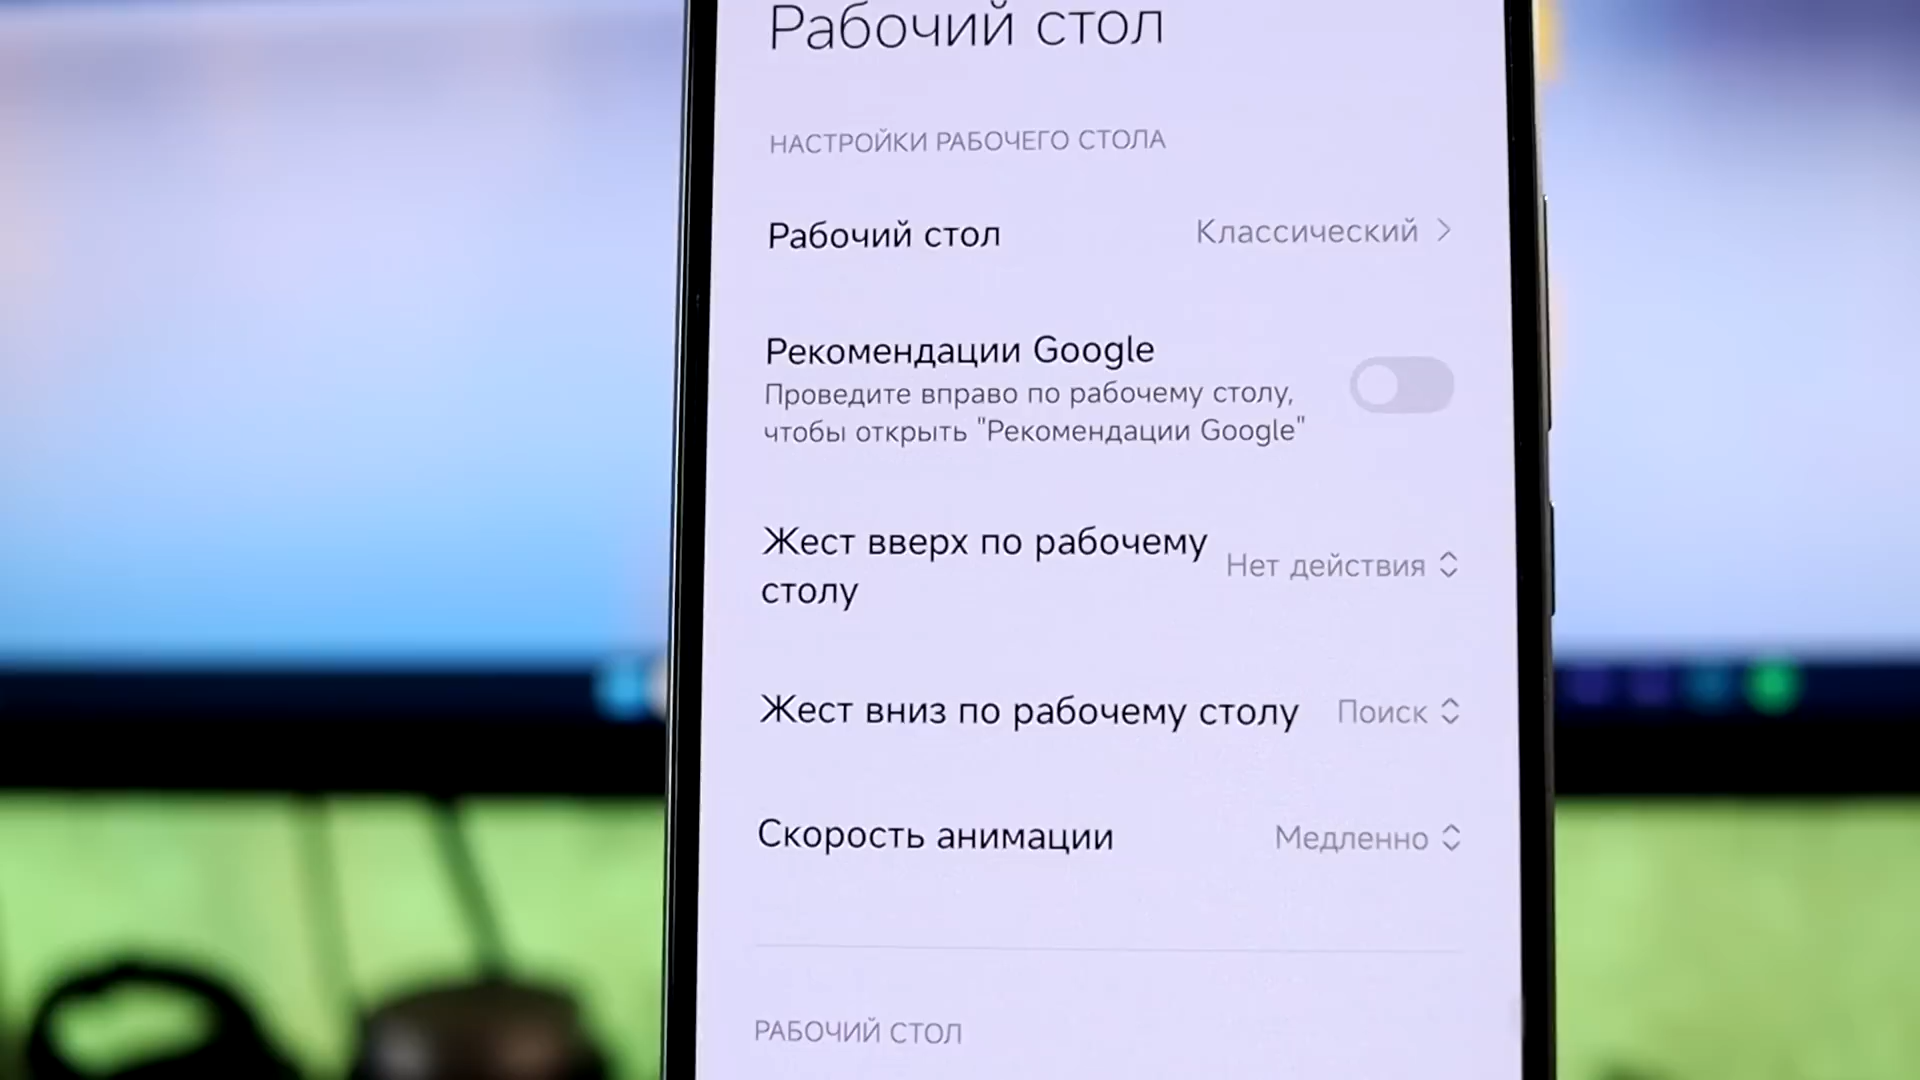 Рабочий стол
НАСТРОЙКИ РАБОЧЕГО СТОЛА
Рабочий стол Классический
Рекомендации Google
Проведите вправо по рабочему столу,
чтобы открыть "Рекомендации Google"
Жест вверх по рабочему
столу
Нет действия
Жест вниз по рабочему столу Поиск
Скорость анимации Медленно
РАБОЧИЙ СТОЛ